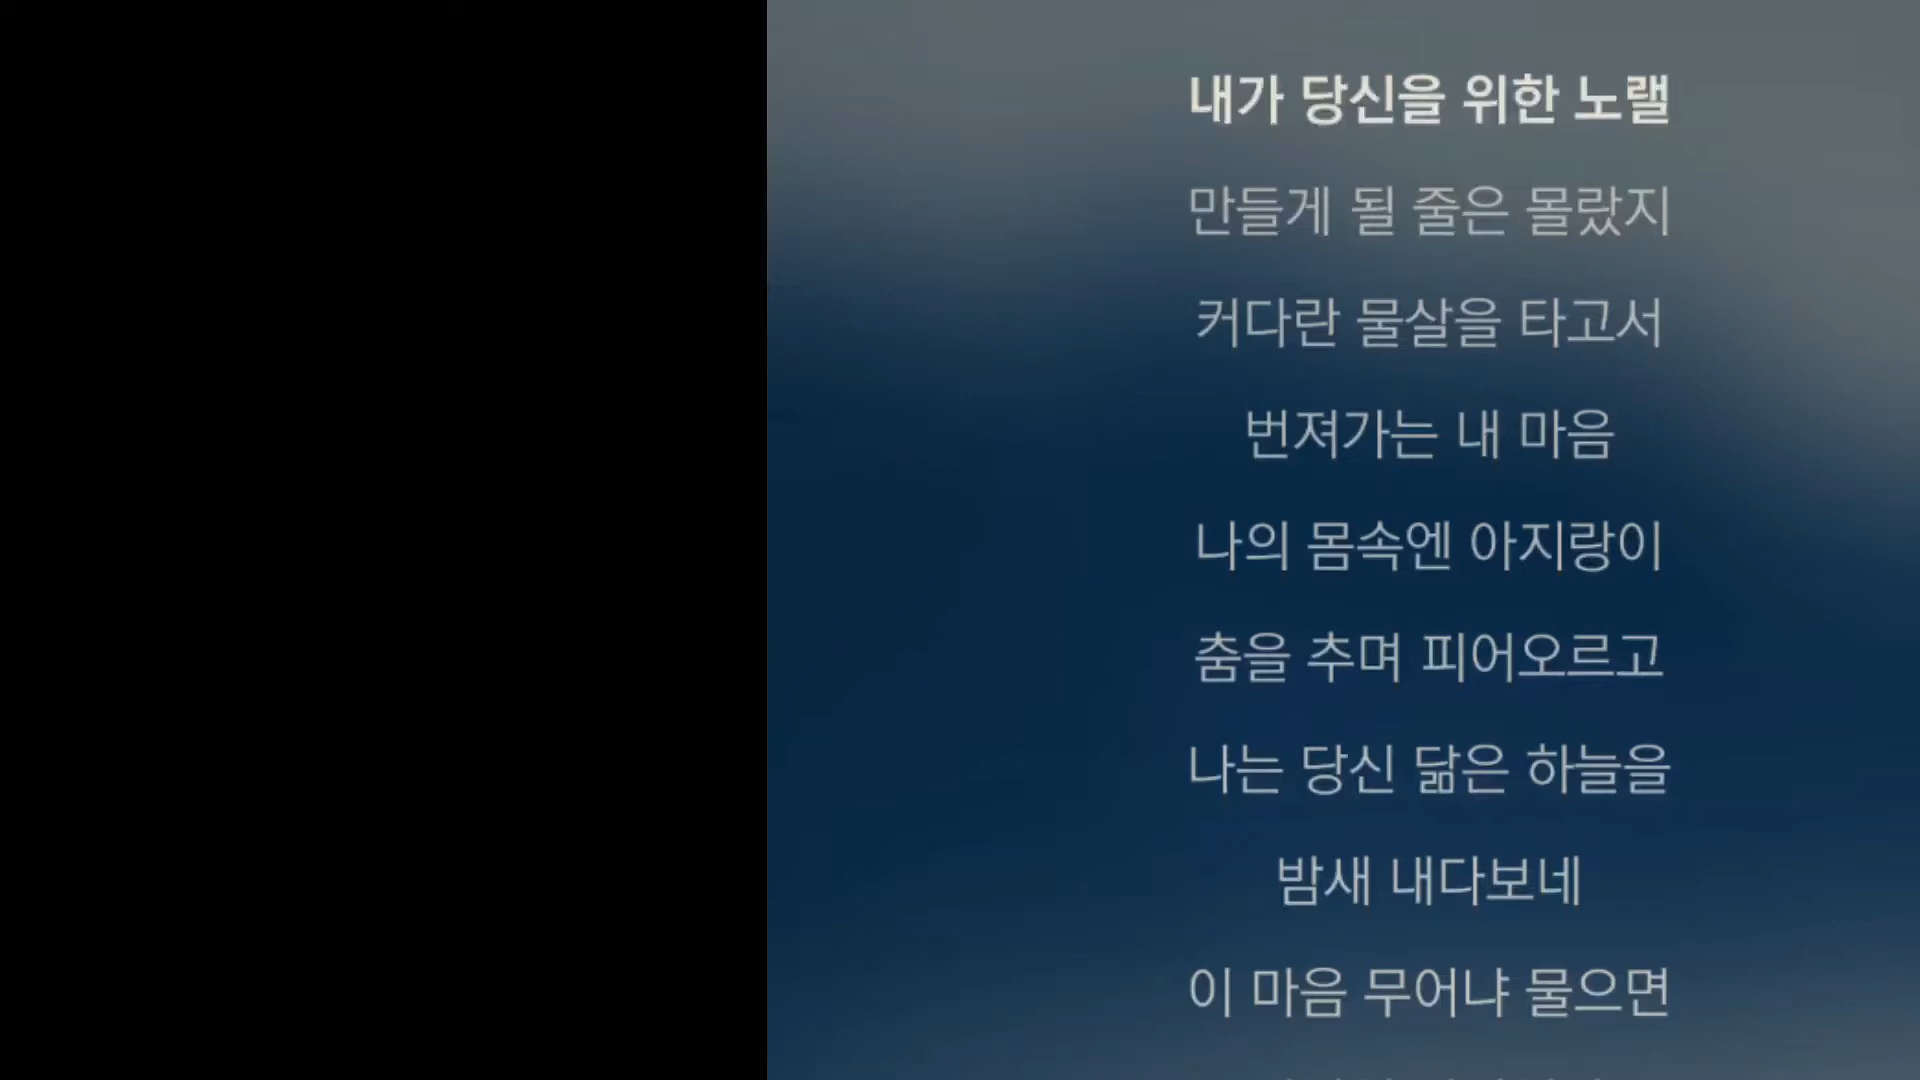 내가 당신을 위한 노랠
만들게 될 줄은 몰랐지
커다란 물살을 타고서
번져가는 내 마음
나의 몸속엔 아지랑이
춤을 추며 피어오르고
나는 당신 닮은 하늘을
밤새 내다보네
이 마음 무어냐 물으면